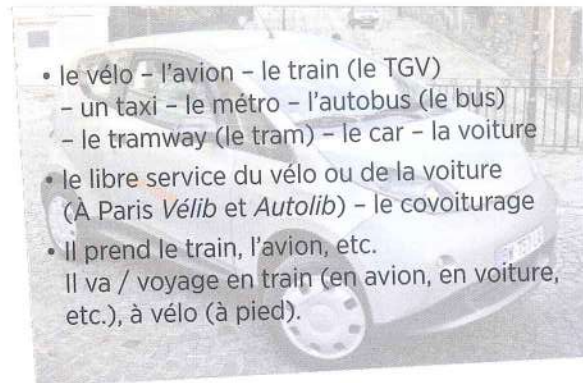 • le vélo – l'avion – le train (le TGV)
– un taxi – le métro – l'autobus (le bus)
– le tramway (le tram) – le car – la voiture
• le libre service du vélo ou de la voiture
(À Paris Vélib et Autolib) – le covoiturage
• Il prend le train, l'avion, etc.
Il va / voyage en train (en avion, en voiture,
etc.), à vélo (à pied).